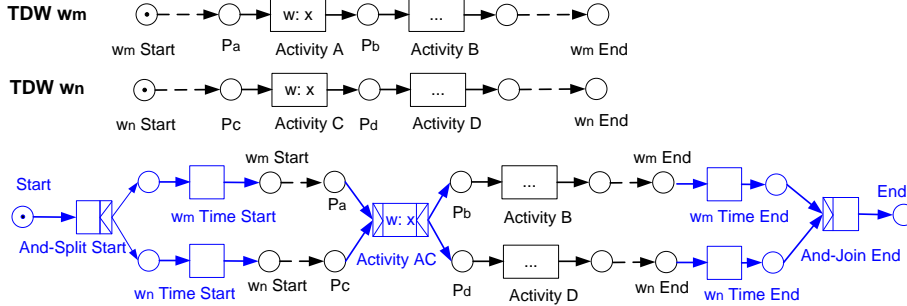 TDW wm
w: x
...
wm Start
Pa
Activity A
Pb
Activity B
wm End
TDW wn
w: x
...
wn Start
Pc
Activity C
Pd
Activity D
wn End
wm Start
wm End
Start
End
...
wm Time Start
Pa
Pb
Activity B
wm Time End
w: x
And-Split Start
Activity AC
And-Join End
...
wn Start
Pc
Pd
Activity D
wn End
wn Time Start
wn Time End